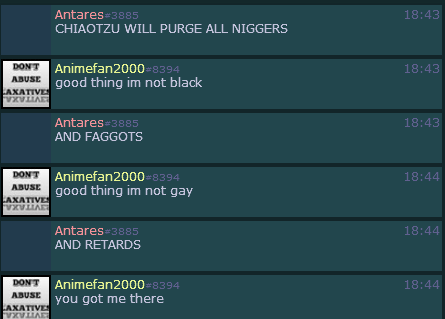 Antares#3885 18:43
CHIAOTZU WILL PURGE ALL NIGGERS
DON'T
ABUSE
LAXATIVES
Animefan2000#8394 18:43
good thing im not black
Antares#3885 18:43
AND FAGGOTS
DON'T
ABUSE
LAXATIVES
Animefan2000#8394 18:44
good thing im not gay
Antares#3885 18:44
AND RETARDS
DON'T
ABUSE
LAXATIVES
Animefan2000#8394 18:44
you got me there